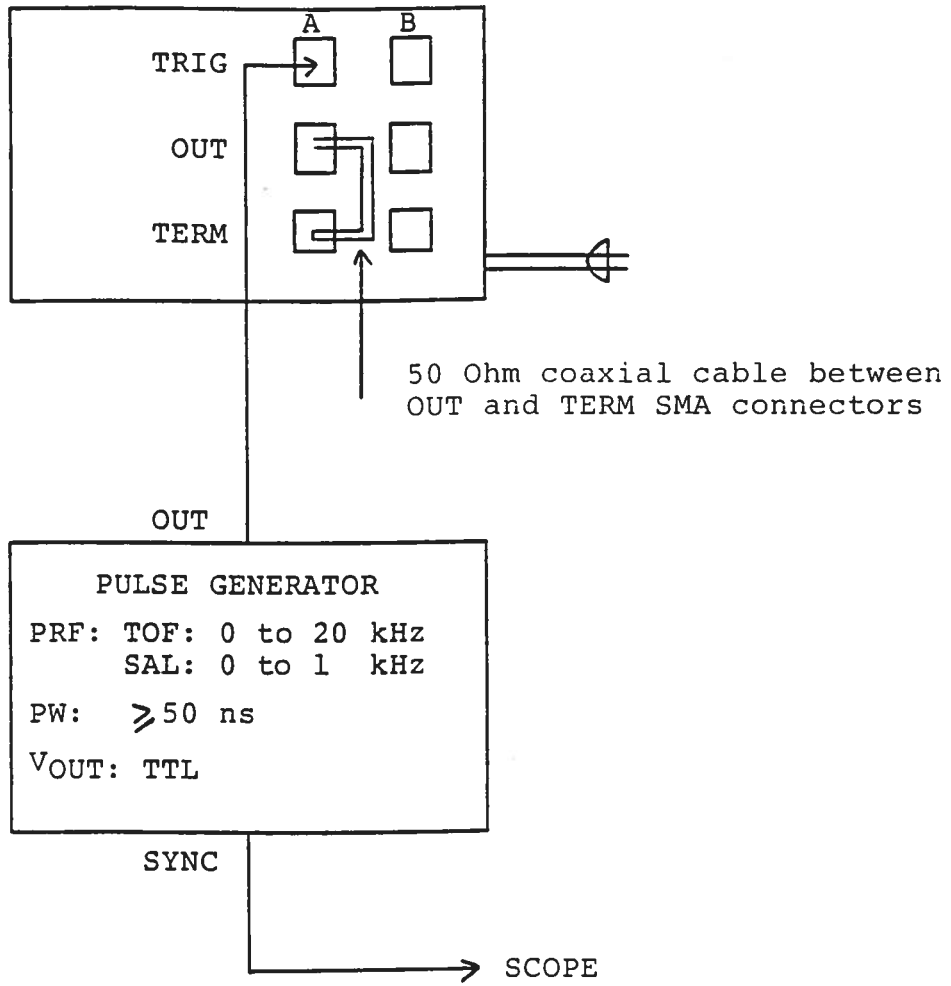 A B
TRIG
OUT
TERM
50 Ohm coaxial cable between
OUT and TERM SMA connectors
OUT
PULSE GENERATOR
PRF: TOF: 0 to 20 kHz
SAL: 0 to 1 kHz
PW: ⩾50 ns
VOUT: TTL
SYNC
SCOPE